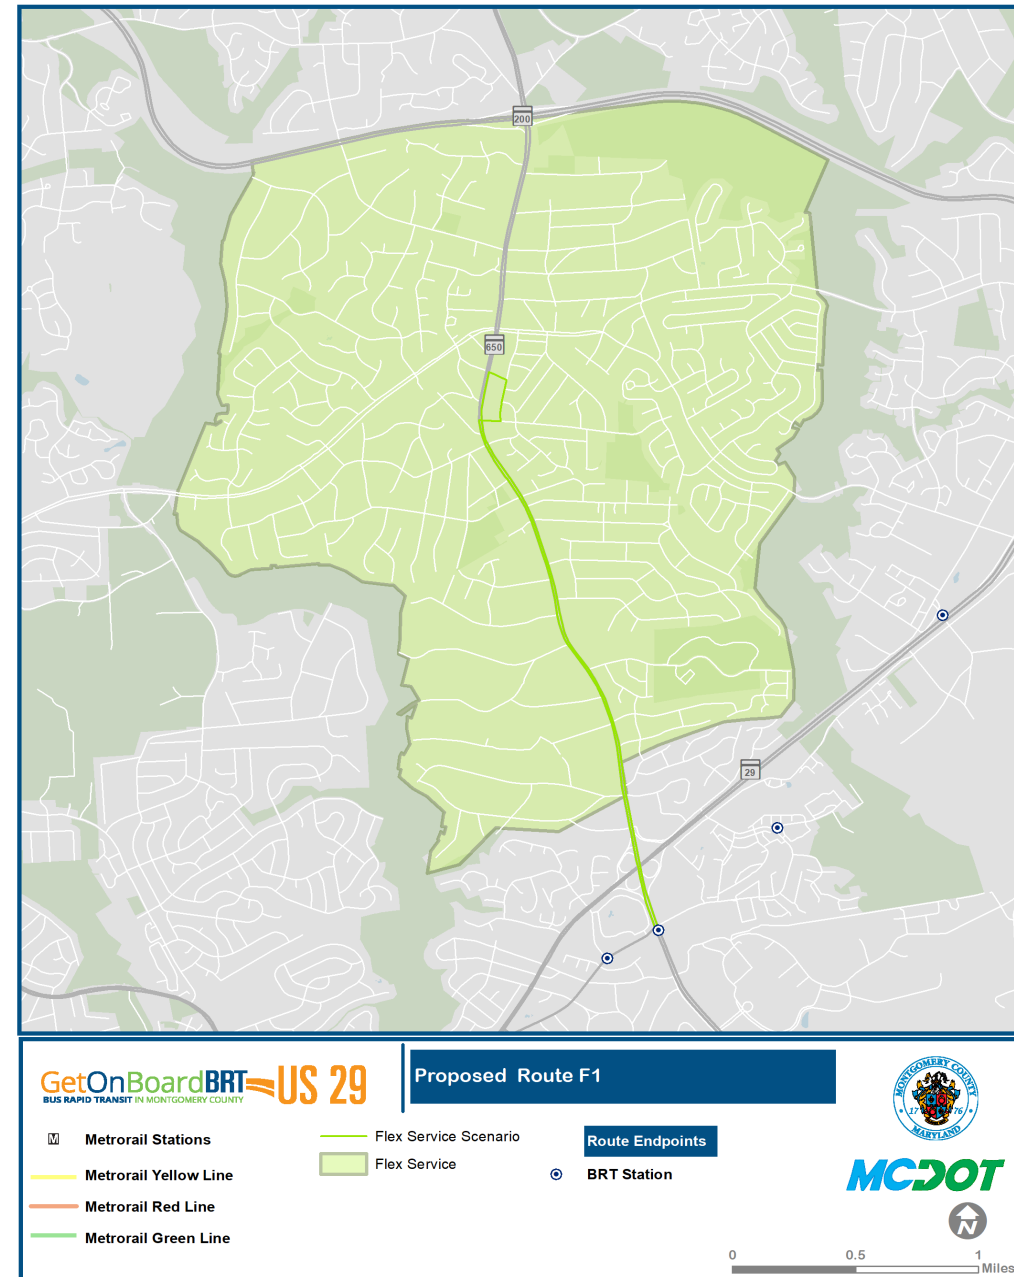 200
650
29
GetOnBoardBRT US 29
BUS RAPID TRANSIT IN MONTGOMERY COUNTY
Proposed Route F1
MONTGOMERY COUNTY
17 76
MARYLAND
M Metrorail Stations
Metrorail Yellow Line
Metrorail Red Line
Metrorail Green Line
Flex Service Scenario
Flex Service
Route Endpoints
BRT Station
MCDOT
N
0 0.5 1
Miles